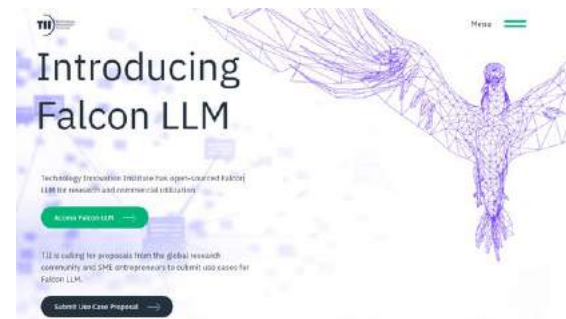 TII
Menu
Introducing
Falcon LLM
Technology Innovation Institute has open-sourced Falcon
LLM for research and commercial utilization
Access Falcon LLM
TII is calling for proposals from the global research
community and SME entrepreneurs to submit use cases for
Falcon LLM.
Submit Use Case Proposal